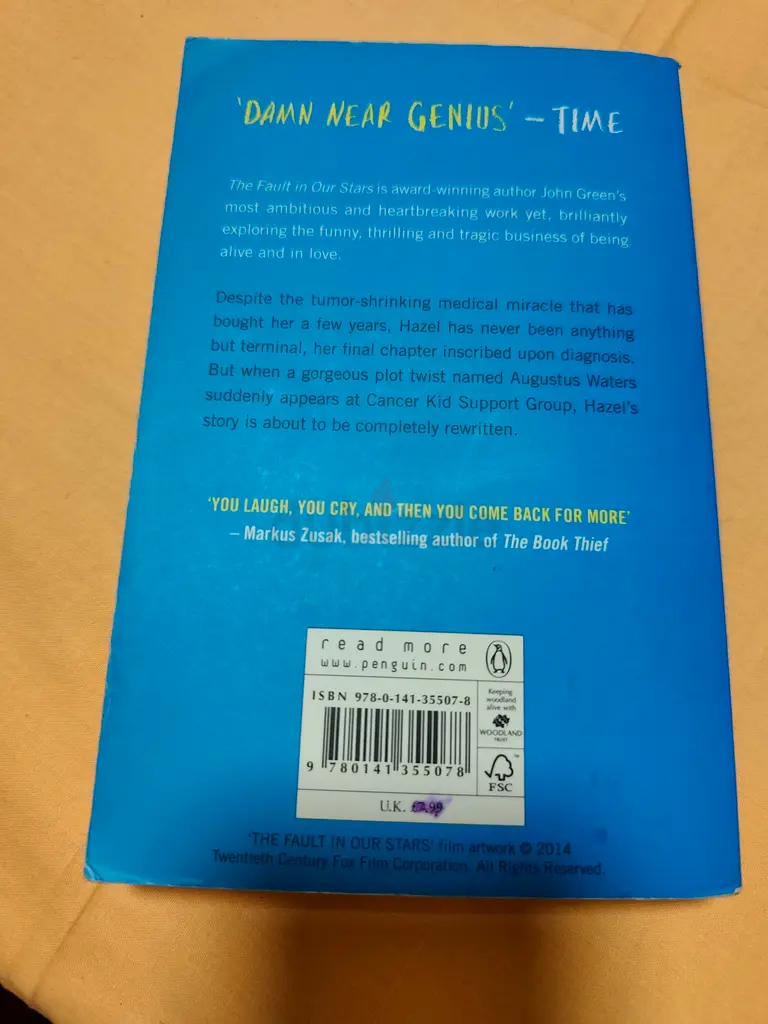 'DAMN NEAR GENIUS' – TIME
The Fault in Our Stars is award-winning author John Green's
most ambitious and heartbreaking work yet, brilliantly
exploring the funny, thrilling and tragic business of being
alive and in love.
Despite the tumor-shrinking medical miracle that has
bought her a few years, Hazel has never been anything
but terminal, her final chapter inscribed upon diagnosis.
But when a gorgeous plot twist named Augustus Waters
suddenly appears at Cancer Kid Support Group, Hazel's
story is about to be completely rewritten.
'YOU LAUGH, YOU CRY, AND THEN YOU COME BACK FOR MORE'
– Markus Zusak, bestselling author of The Book Thief
read more
www.penguin.com
ISBN 978-0-141-35507-8
9 780141 355078
Keeping
woodland
alive with
WOODLAND
TRUST
™
FSC
U.K.
'THE FAULT IN OUR STARS' film artwork © 2014
Twentieth Century Fox Film Corporation. All Rights Reserved.